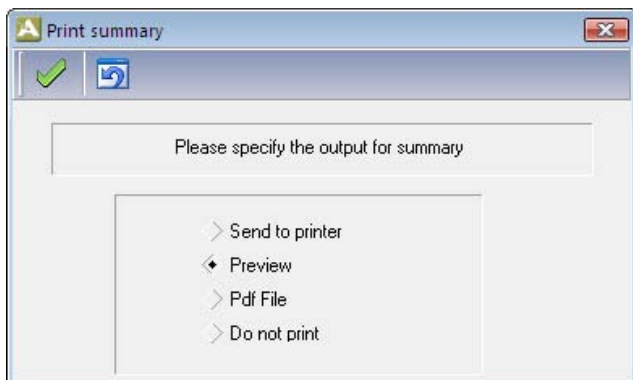 Print summary
Please specify the output for summary
Send to printer
Preview
Pdf File
Do not print